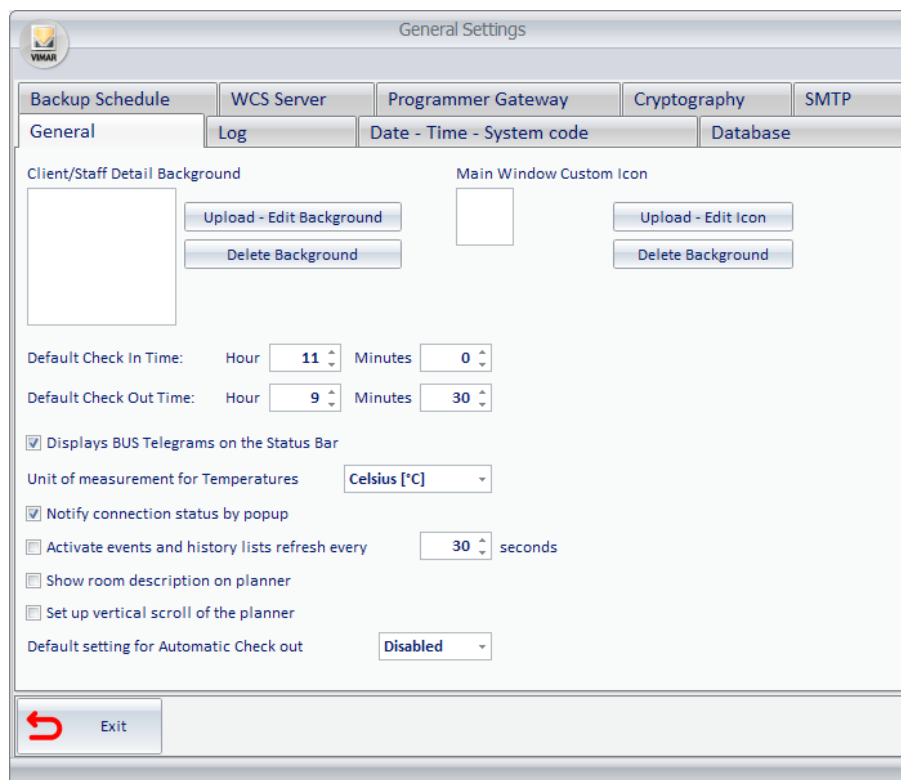 General Settings
VIMAR
Backup Schedule WCS Server Programmer Gateway Cryptography SMTP
General Log Date - Time - System code Database
Client/Staff Detail Background Main Window Custom Icon
Upload - Edit Background Upload - Edit Icon
Delete Background Delete Background
Default Check In Time: Hour 11 Minutes 0
Default Check Out Time: Hour 9 Minutes 30
Displays BUS Telegrams on the Status Bar
Unit of measurement for Temperatures Celsius [°C]
Notify connection status by popup
Activate events and history lists refresh every 30 seconds
Show room description on planner
Set up vertical scroll of the planner
Default setting for Automatic Check out Disabled
Exit